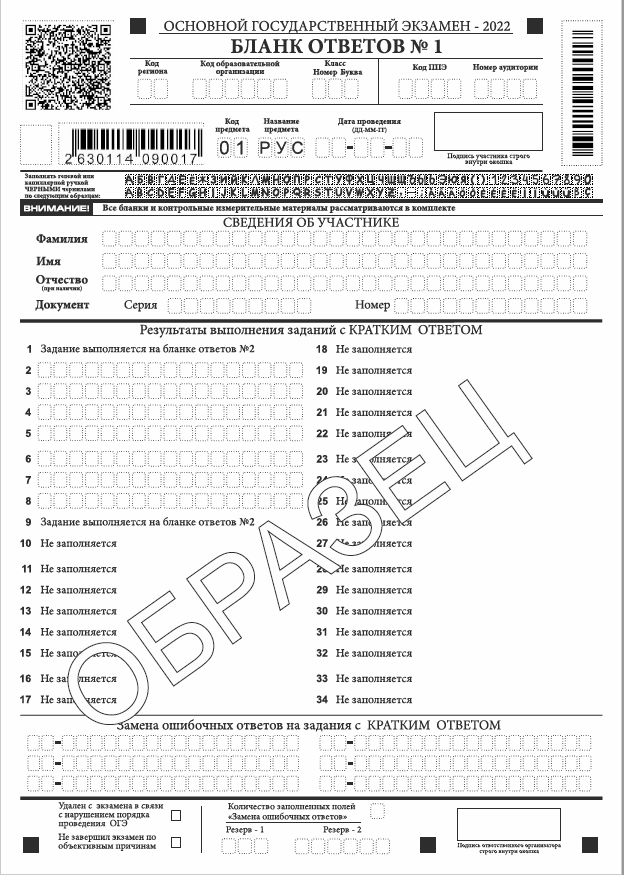 ОСНОВНОЙ ГОСУДАРСТВЕННЫЙ ЭКЗАМЕН - 2022
БЛАНК ОТВЕТОВ № 1
Код региона
Код образовательной организации
Класс
Номер Буква
Код ППЭ
Номер аудитории
2630114 090017
Код предмета
01
Название предмета
РУС
Дата проведения (ДД-ММ-ГГ)
Подпись участника строго внутри окошка
Заполнять гелевой или
капиллярной ручкой
ЧЕРНЫМИ чернилами
по следующим образцам:
ВНИМАНИЕ! Все бланки и контрольные измерительные материалы рассматриваются в комплекте
СВЕДЕНИЯ ОБ УЧАСТНИКЕ
Фамилия
Имя
Отчество
(при наличии)
Документ Серия Номер
Результаты выполнения заданий с КРАТКИМ ОТВЕТОМ
1 Задание выполняется на бланке ответов №2
2
3
4
5
6
7
8
9 Задание выполняется на бланке ответов №2
10 Не заполняется
11 Не заполняется
12 Не заполняется
13 Не заполняется
14 Не заполняется
15 Не заполняется
16 Не заполняется
17 Не заполняется
18 Не заполняется
19 Не заполняется
20 Не заполняется
21 Не заполняется
22 Не заполняется
23 Не заполняется
24 Не заполняется
25 Не заполняется
26 Не заполняется
27 Не заполняется
28 Не заполняется
29 Не заполняется
30 Не заполняется
31 Не заполняется
32 Не заполняется
33 Не заполняется
34 Не заполняется
ОБРАЗЕЦ
Замена ошибочных ответов на задания с КРАТКИМ ОТВЕТОМ
Удален с экзамена в связи
с нарушением порядка
проведения ОГЭ
Не завершил экзамен по
объективным причинам
Количество заполненных полей
«Замена ошибочных ответов»
Резерв - 1
Резерв - 2
Подпись ответственного организатора
строго внутри окошка